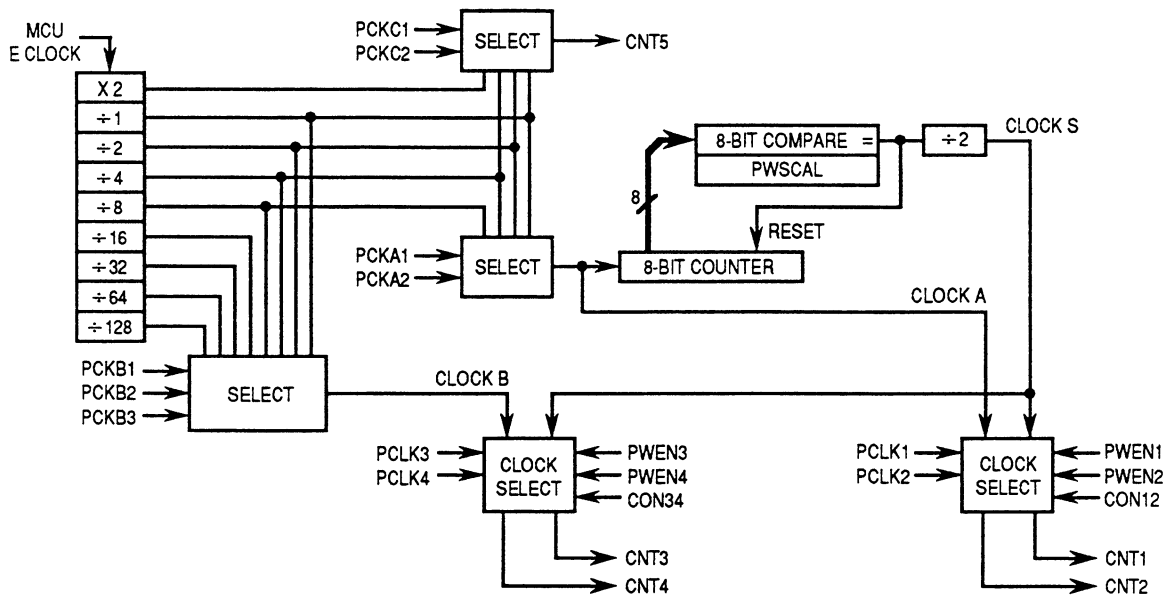 MCU
E CLOCK
X 2
÷ 1
÷ 2
÷ 4
÷ 8
÷ 16
÷ 32
÷ 64
÷ 128
PCKC1
PCKC2
SELECT
CNT5
PCKA1
PCKA2
SELECT
8-BIT COMPARE =
PWSCAL
÷ 2
CLOCK S
8
RESET
8-BIT COUNTER
CLOCK A
PCKB1
PCKB2
PCKB3
SELECT
CLOCK B
PCLK3
PCLK4
CLOCK
SELECT
PWEN3
PWEN4
CON34
CNT3
CNT4
PCLK1
PCLK2
CLOCK
SELECT
PWEN1
PWEN2
CON12
CNT1
CNT2